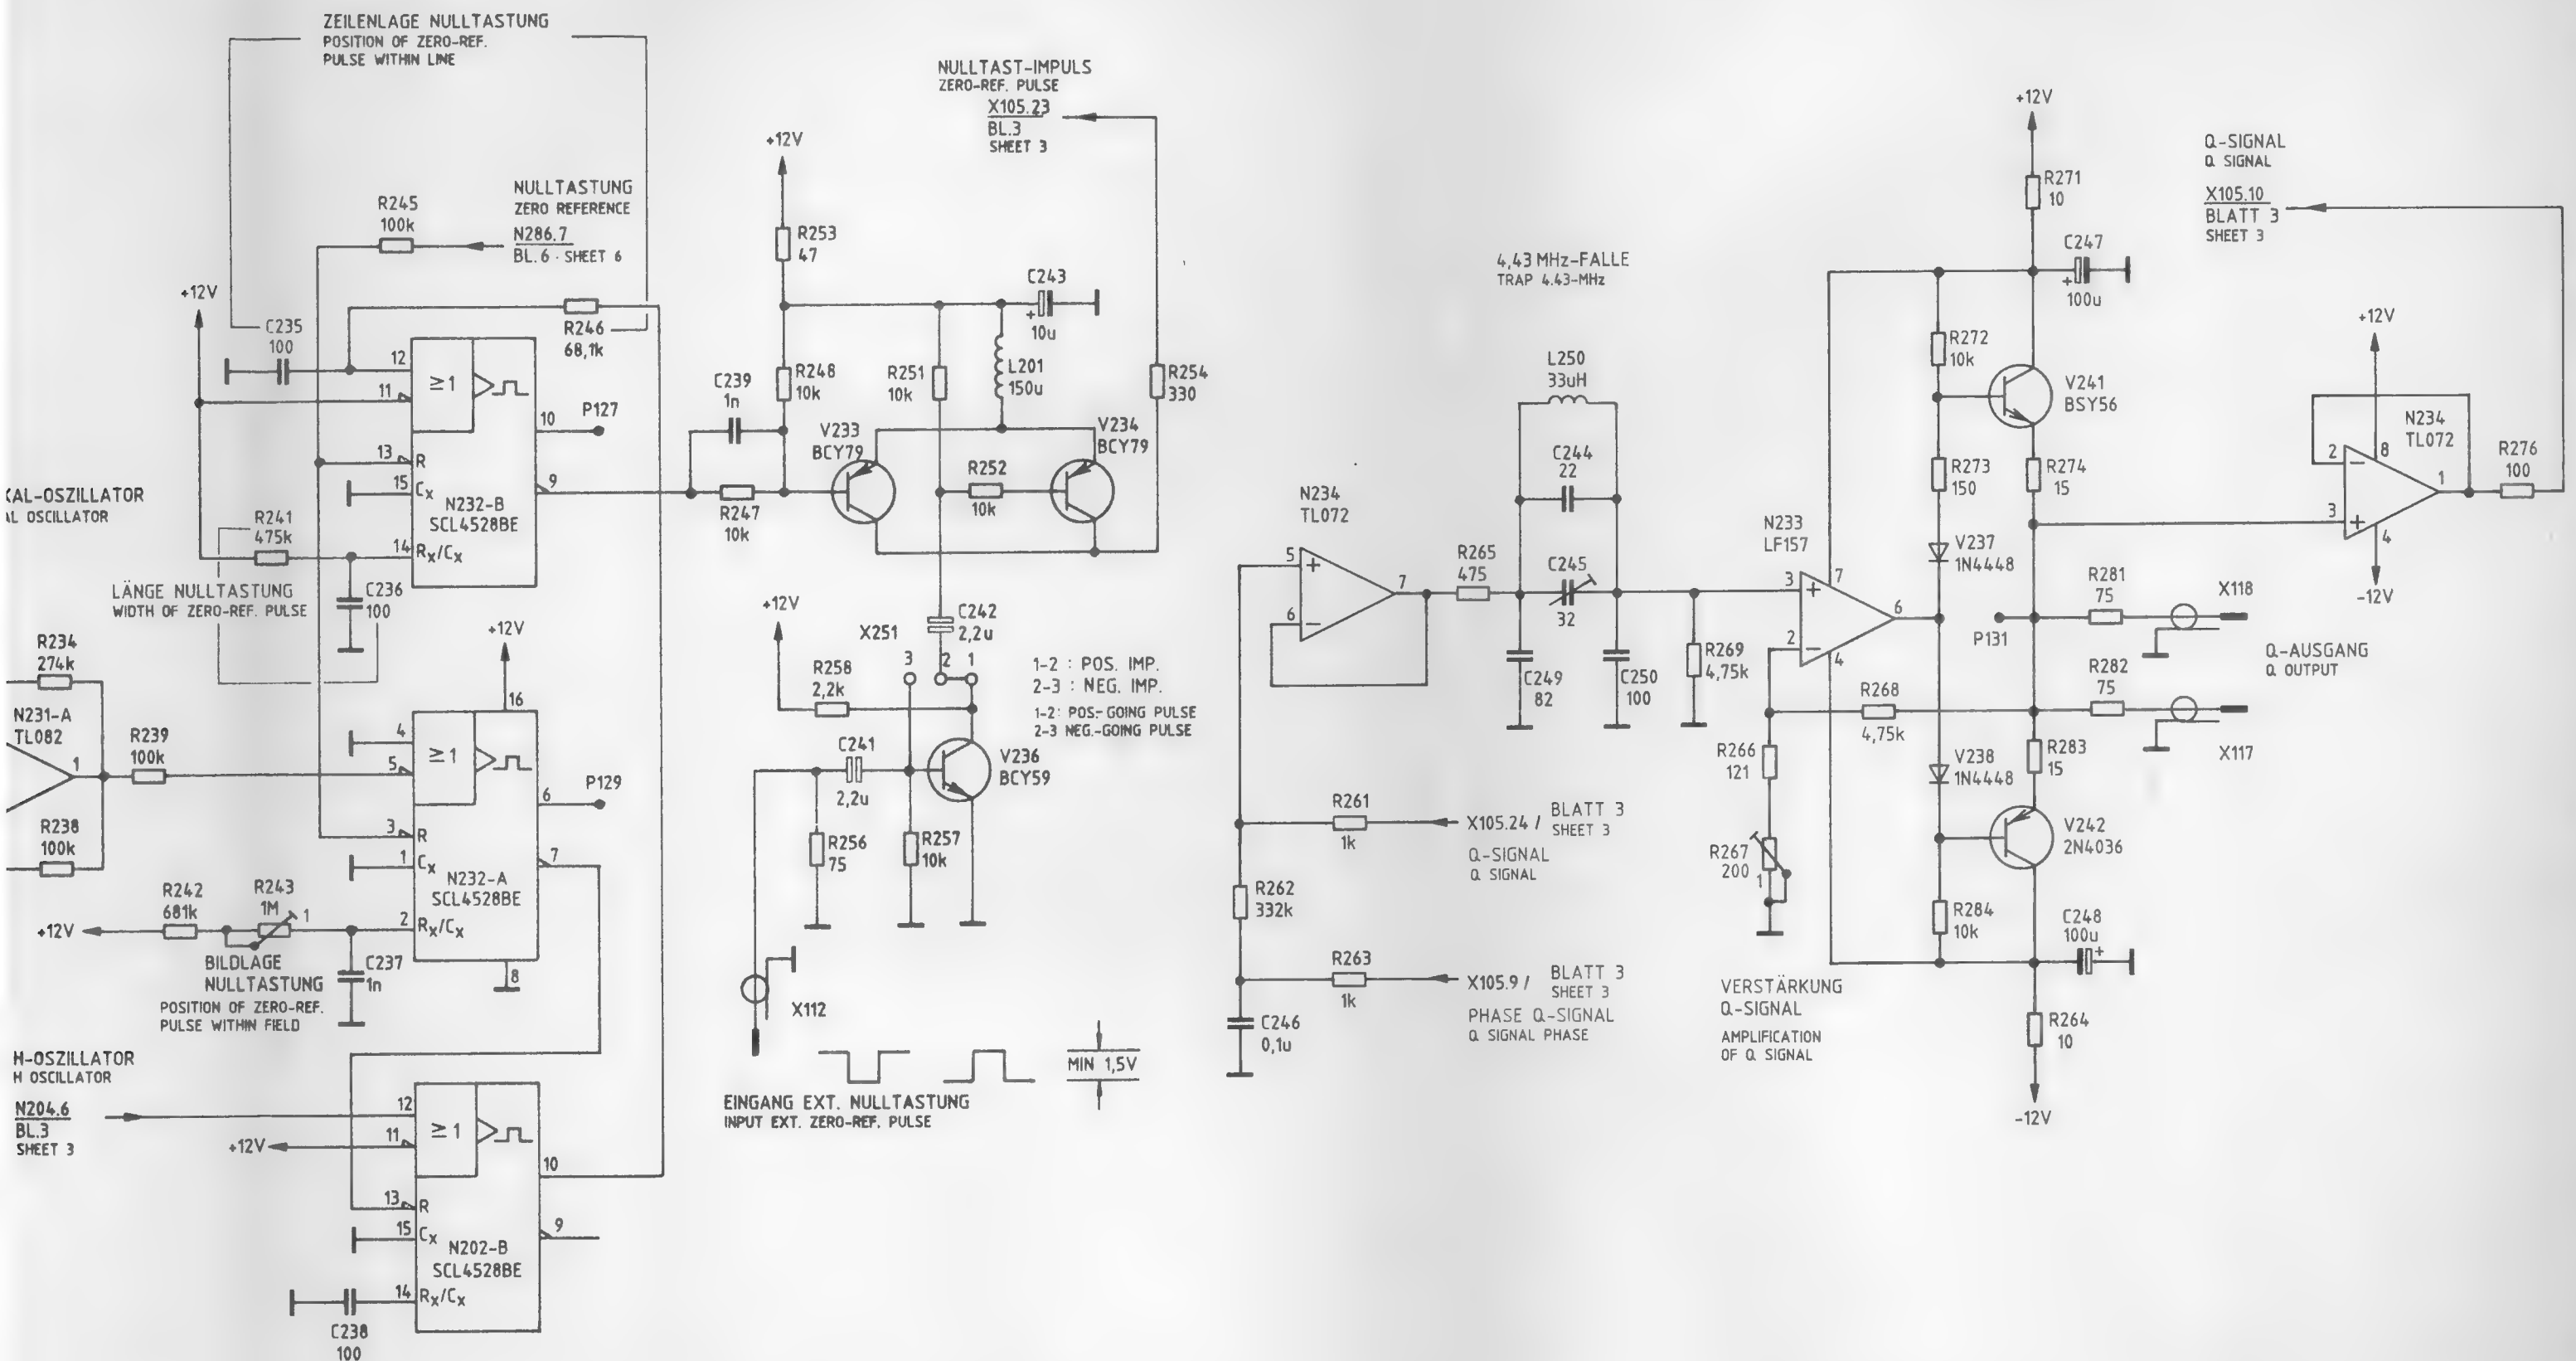 ZEILENLAGE NULLTASTUNG
POSITION OF ZERO-REF.
PULSE WITHIN LINE
NULLTASTUNG
ZERO REFERENCE
N286.7
BL.6 · SHEET 6
R245
100k
+12V
C235
100
R246
68,1k
12
11
≥1
10
P127
13
R
15
Cx
9
N232-B
SCL4528BE
14
Rx/Cx
R241
475k
C236
100
LÄNGE NULLTASTUNG
WIDTH OF ZERO-REF. PULSE
KAL-OSZILLATOR
AL OSCILLATOR
R234
274k
N231-A
TL082
1
R239
100k
R238
100k
+12V
16
4
≥1
5
6
P129
3
R
7
1
Cx
N232-A
SCL4528BE
2
Rx/Cx
8
+12V
R242
681k
R243
1M
1
C237
1n
BILDLAGE
NULLTASTUNG
POSITION OF ZERO-REF.
PULSE WITHIN FIELD
H-OSZILLATOR
H OSCILLATOR
N204.6
BL.3
SHEET 3
12
+12V
11
≥1
10
13
R
15
Cx
9
N202-B
SCL4528BE
14
Rx/Cx
C238
100
NULLTAST-IMPULS
ZERO-REF. PULSE
X105.23
BL.3
SHEET 3
+12V
R253
47
C243
+
10u
C239
1n
R248
10k
R251
10k
L201
150u
R254
330
V233
BCY79
V234
BCY79
R247
10k
R252
10k
+12V
X251
C242
2,2u
3
2
1
R258
2,2k
1-2 : POS. IMP.
2-3 : NEG. IMP.
1-2: POS-GOING PULSE
2-3 NEG.-GOING PULSE
C241
2,2u
V236
BCY59
R256
75
R257
10k
X112
MIN 1,5V
EINGANG EXT. NULLTASTUNG
INPUT EXT. ZERO-REF. PULSE
N234
TL072
5
+
6
−
7
R265
475
R261
1k
X105.24 /
BLATT 3
SHEET 3
Q-SIGNAL
Q SIGNAL
R262
332k
R263
1k
X105.9 /
BLATT 3
SHEET 3
PHASE Q-SIGNAL
Q SIGNAL PHASE
C246
0,1u
4,43 MHz-FALLE
TRAP 4.43-MHz
L250
33uH
C244
22
C245
32
C249
82
C250
100
R269
4,75k
N233
LF157
3
+
7
2
−
4
6
R268
4,75k
R266
121
R267
200
1
VERSTÄRKUNG
Q-SIGNAL
AMPLIFICATION
OF Q SIGNAL
+12V
R271
10
C247
+
100u
R272
10k
V241
BSY56
R273
150
R274
15
V237
1N4448
P131
R281
75
X118
Q-AUSGANG
Q OUTPUT
R282
75
X117
V238
1N4448
R283
15
V242
2N4036
R284
10k
C248
100u
+
R264
10
-12V
Q-SIGNAL
Q SIGNAL
X105.10
BLATT 3
SHEET 3
+12V
N234
TL072
8
2
−
1
3
+
4
-12V
R276
100